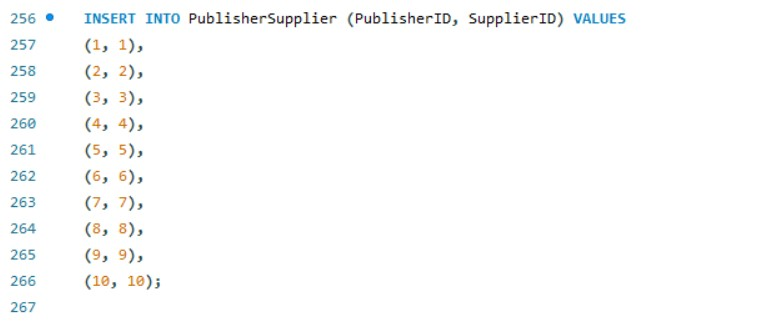 256 INSERT INTO PublisherSupplier (PublisherID, SupplierID) VALUES
257 (1, 1),
258 (2, 2),
259 (3, 3),
260 (4, 4),
261 (5, 5),
262 (6, 6),
263 (7, 7),
264 (8, 8),
265 (9, 9),
266 (10, 10);
267